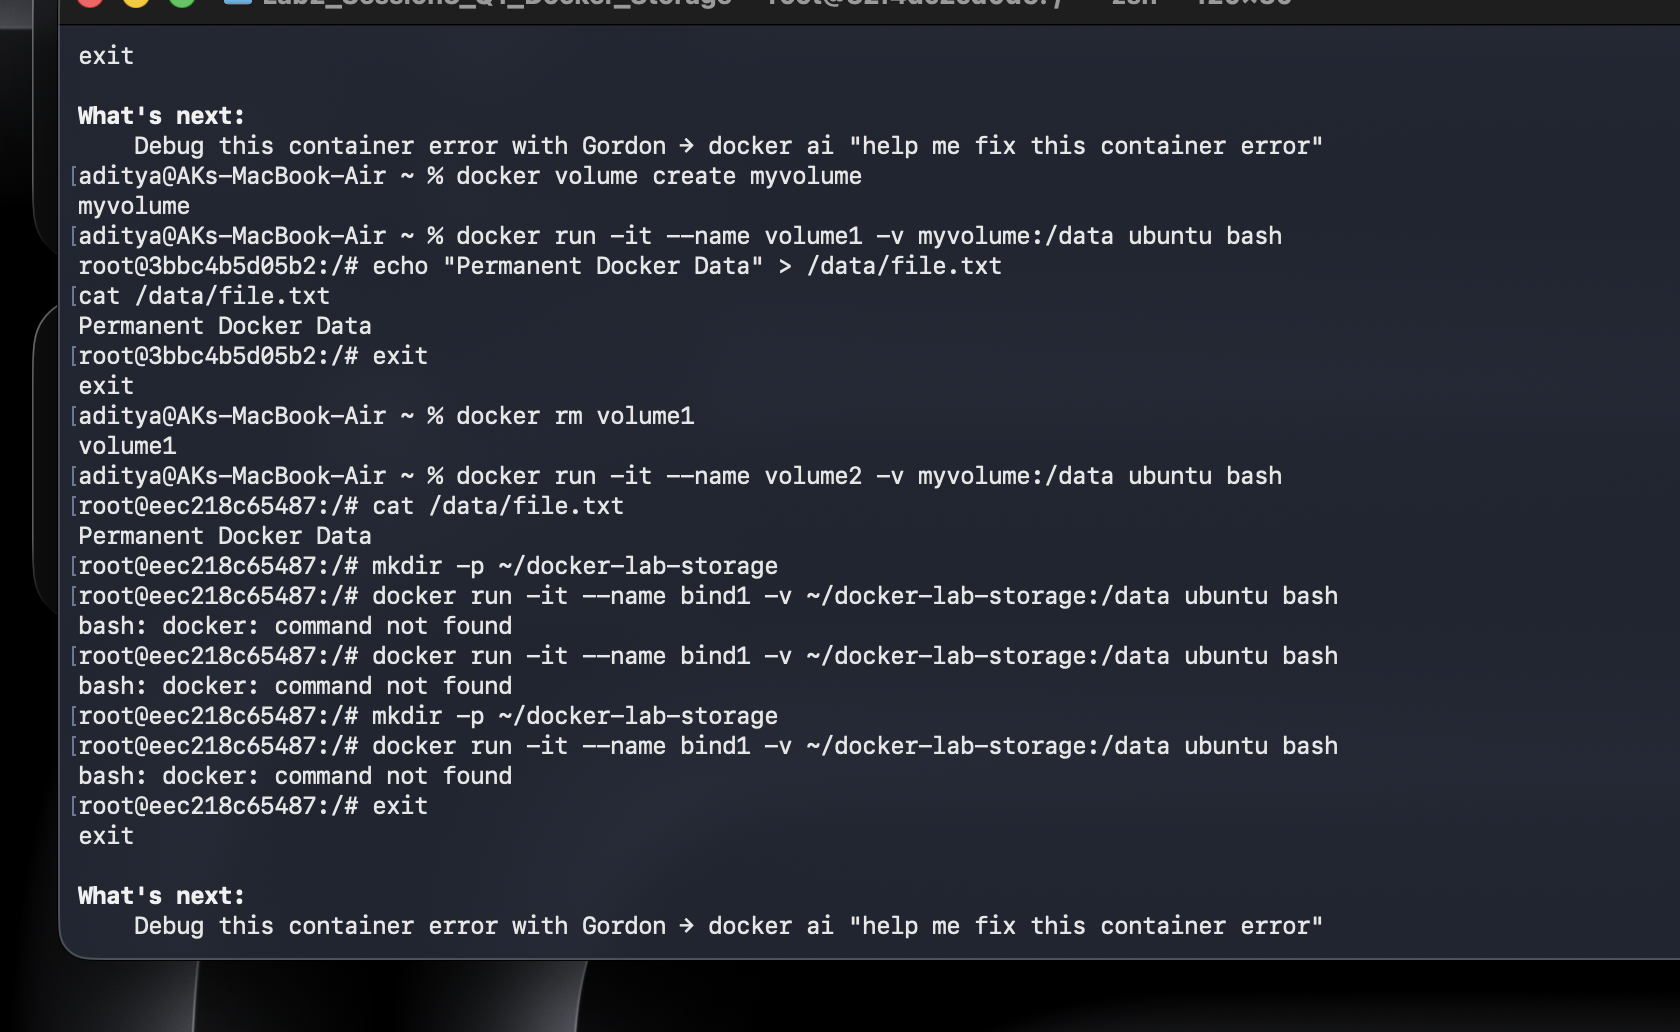 exit
What's next:
Debug this container error with Gordon → docker ai "help me fix this container error"
[aditya@AKs-MacBook-Air ~ % docker volume create myvolume
myvolume
[aditya@AKs-MacBook-Air ~ % docker run -it --name volume1 -v myvolume:/data ubuntu bash
root@3bbc4b5d05b2:/# echo "Permanent Docker Data" > /data/file.txt
[cat /data/file.txt
Permanent Docker Data
[root@3bbc4b5d05b2:/# exit
exit
[aditya@AKs-MacBook-Air ~ % docker rm volume1
volume1
[aditya@AKs-MacBook-Air ~ % docker run -it --name volume2 -v myvolume:/data ubuntu bash
[root@eec218c65487:/# cat /data/file.txt
Permanent Docker Data
[root@eec218c65487:/# mkdir -p ~/docker-lab-storage
[root@eec218c65487:/# docker run -it --name bind1 -v ~/docker-lab-storage:/data ubuntu bash
bash: docker: command not found
[root@eec218c65487:/# docker run -it --name bind1 -v ~/docker-lab-storage:/data ubuntu bash
bash: docker: command not found
[root@eec218c65487:/# mkdir -p ~/docker-lab-storage
[root@eec218c65487:/# docker run -it --name bind1 -v ~/docker-lab-storage:/data ubuntu bash
bash: docker: command not found
[root@eec218c65487:/# exit
exit
What's next:
Debug this container error with Gordon → docker ai "help me fix this container error"